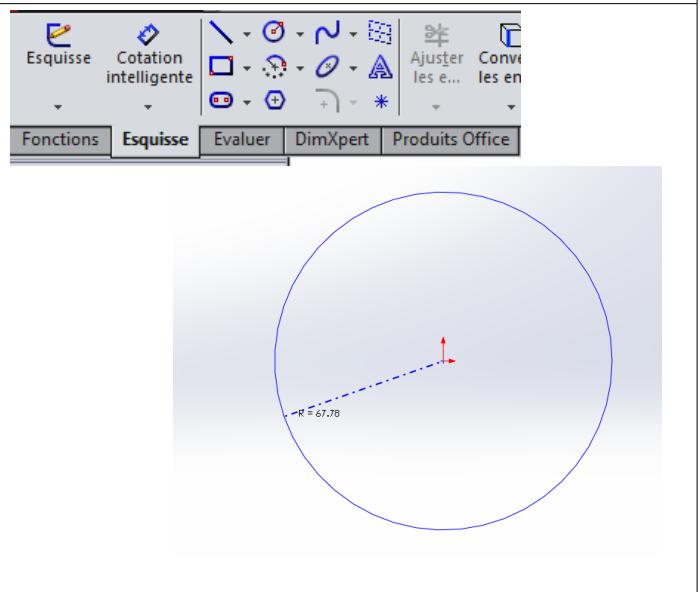 Esquisse
Cotation
intelligente
Ajuster
les e...
Conve
les en
Fonctions
Esquisse
Evaluer
DimXpert
Produits Office
R = 67.78